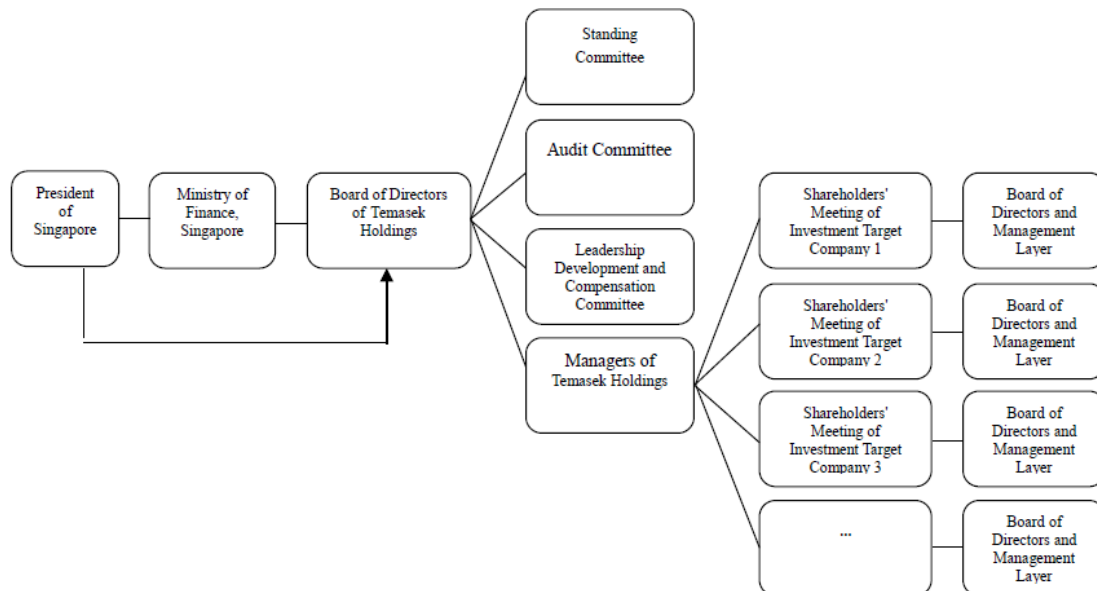 Standing
Committee
Audit Committee
President
of
Singapore
Ministry of
Finance,
Singapore
Board of Directors
of Temasek
Holdings
Leadership
Development and
Compensation
Committee
Managers of
Temasek Holdings
Shareholders'
Meeting of
Investment Target
Company 1
Board of
Directors and
Management
Layer
Shareholders'
Meeting of
Investment Target
Company 2
Board of
Directors and
Management
Layer
Shareholders'
Meeting of
Investment Target
Company 3
Board of
Directors and
Management
Layer
...
Board of
Directors and
Management
Layer